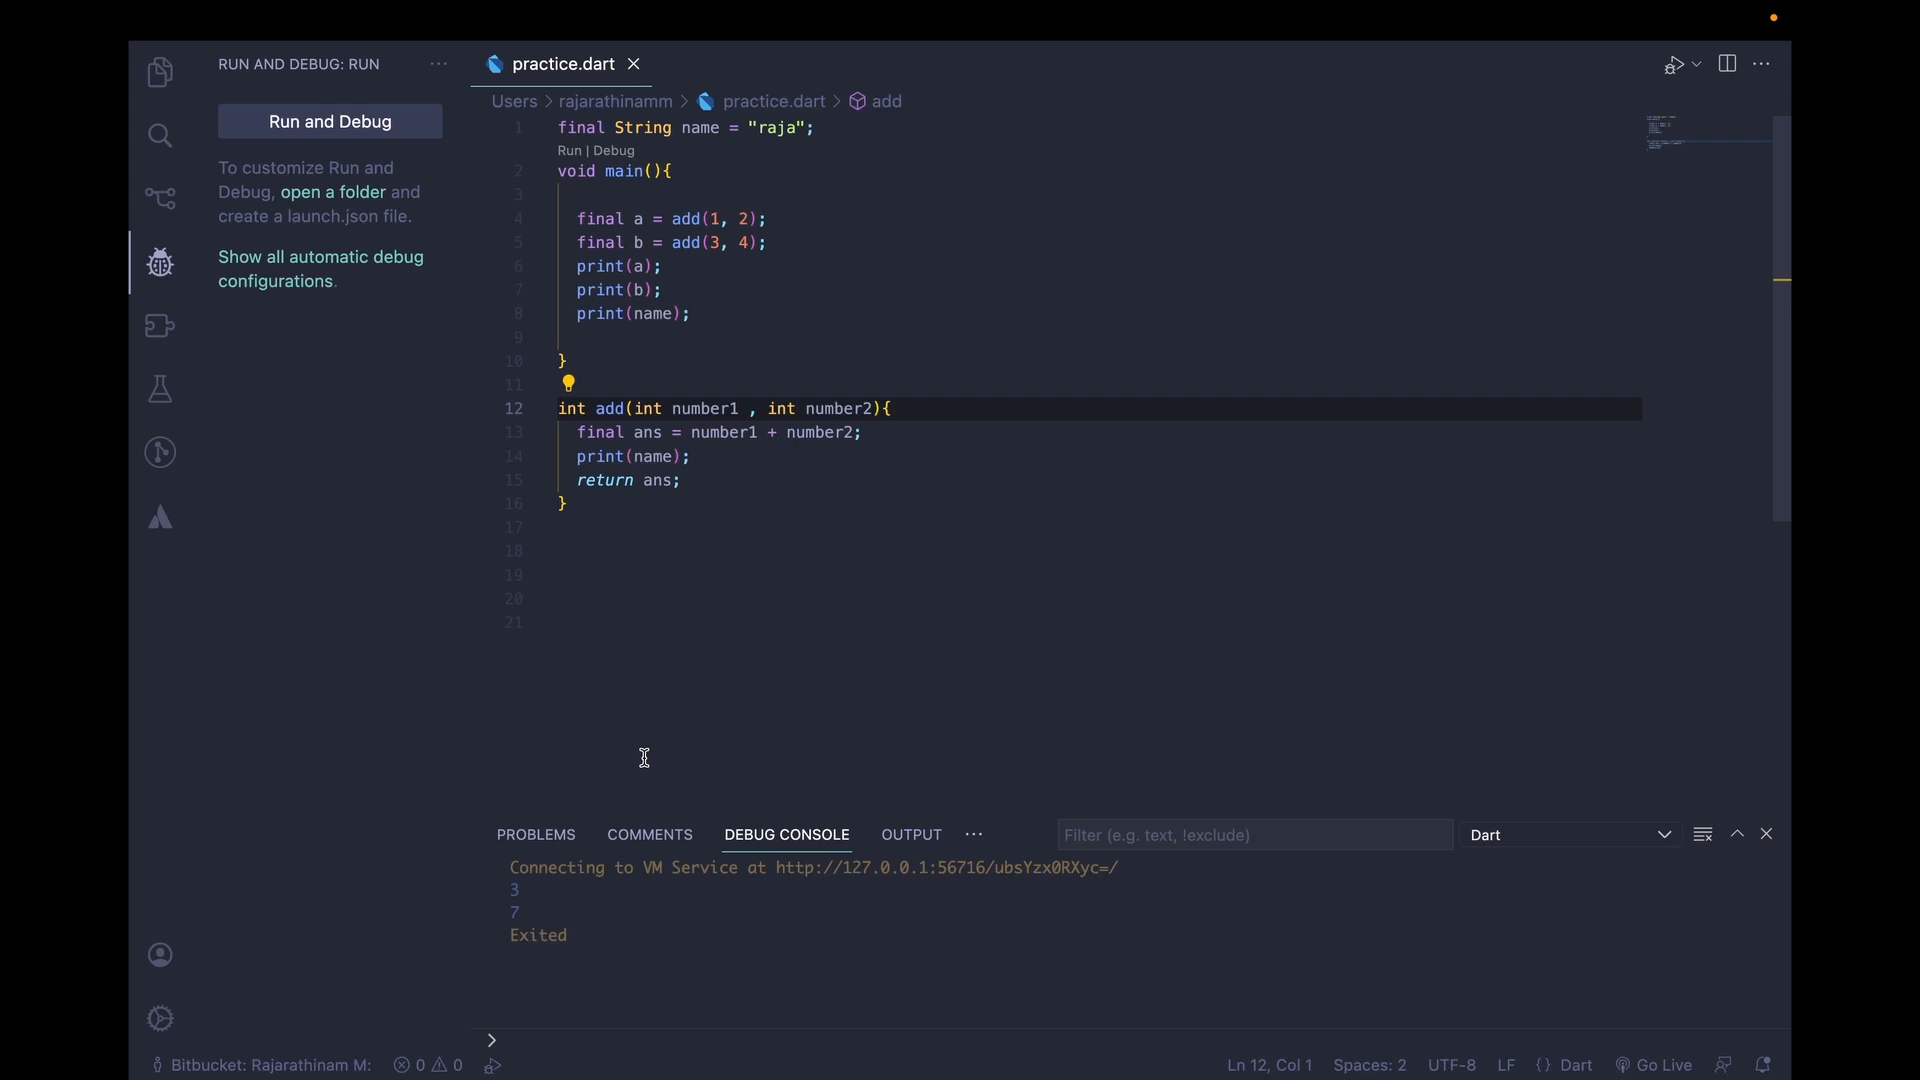 RUN AND DEBUG: RUN
Run and Debug
To customize Run and
Debug, open a folder and
create a launch.json file.
Show all automatic debug
configurations.
practice.dart
Users > rajarathinamm > practice.dart > add
1 final String name = "raja";
Run | Debug
2 void main(){
3
4 final a = add(1, 2);
5 final b = add(3, 4);
6 print(a);
7 print(b);
8 print(name);
9
10 }
11
12 int add(int number1 , int number2){
13 final ans = number1 + number2;
14 print(name);
15 return ans;
16 }
17
18
19
20
21
PROBLEMS COMMENTS DEBUG CONSOLE OUTPUT ··· Filter (e.g. text, !exclude) Dart
Connecting to VM Service at http://127.0.0.1:56716/ubsYzx0RXyc=/
3
7
Exited
>
Bitbucket: Rajarathinam M: 0 0 Ln 12, Col 1 Spaces: 2 UTF-8 LF {} Dart Go Live